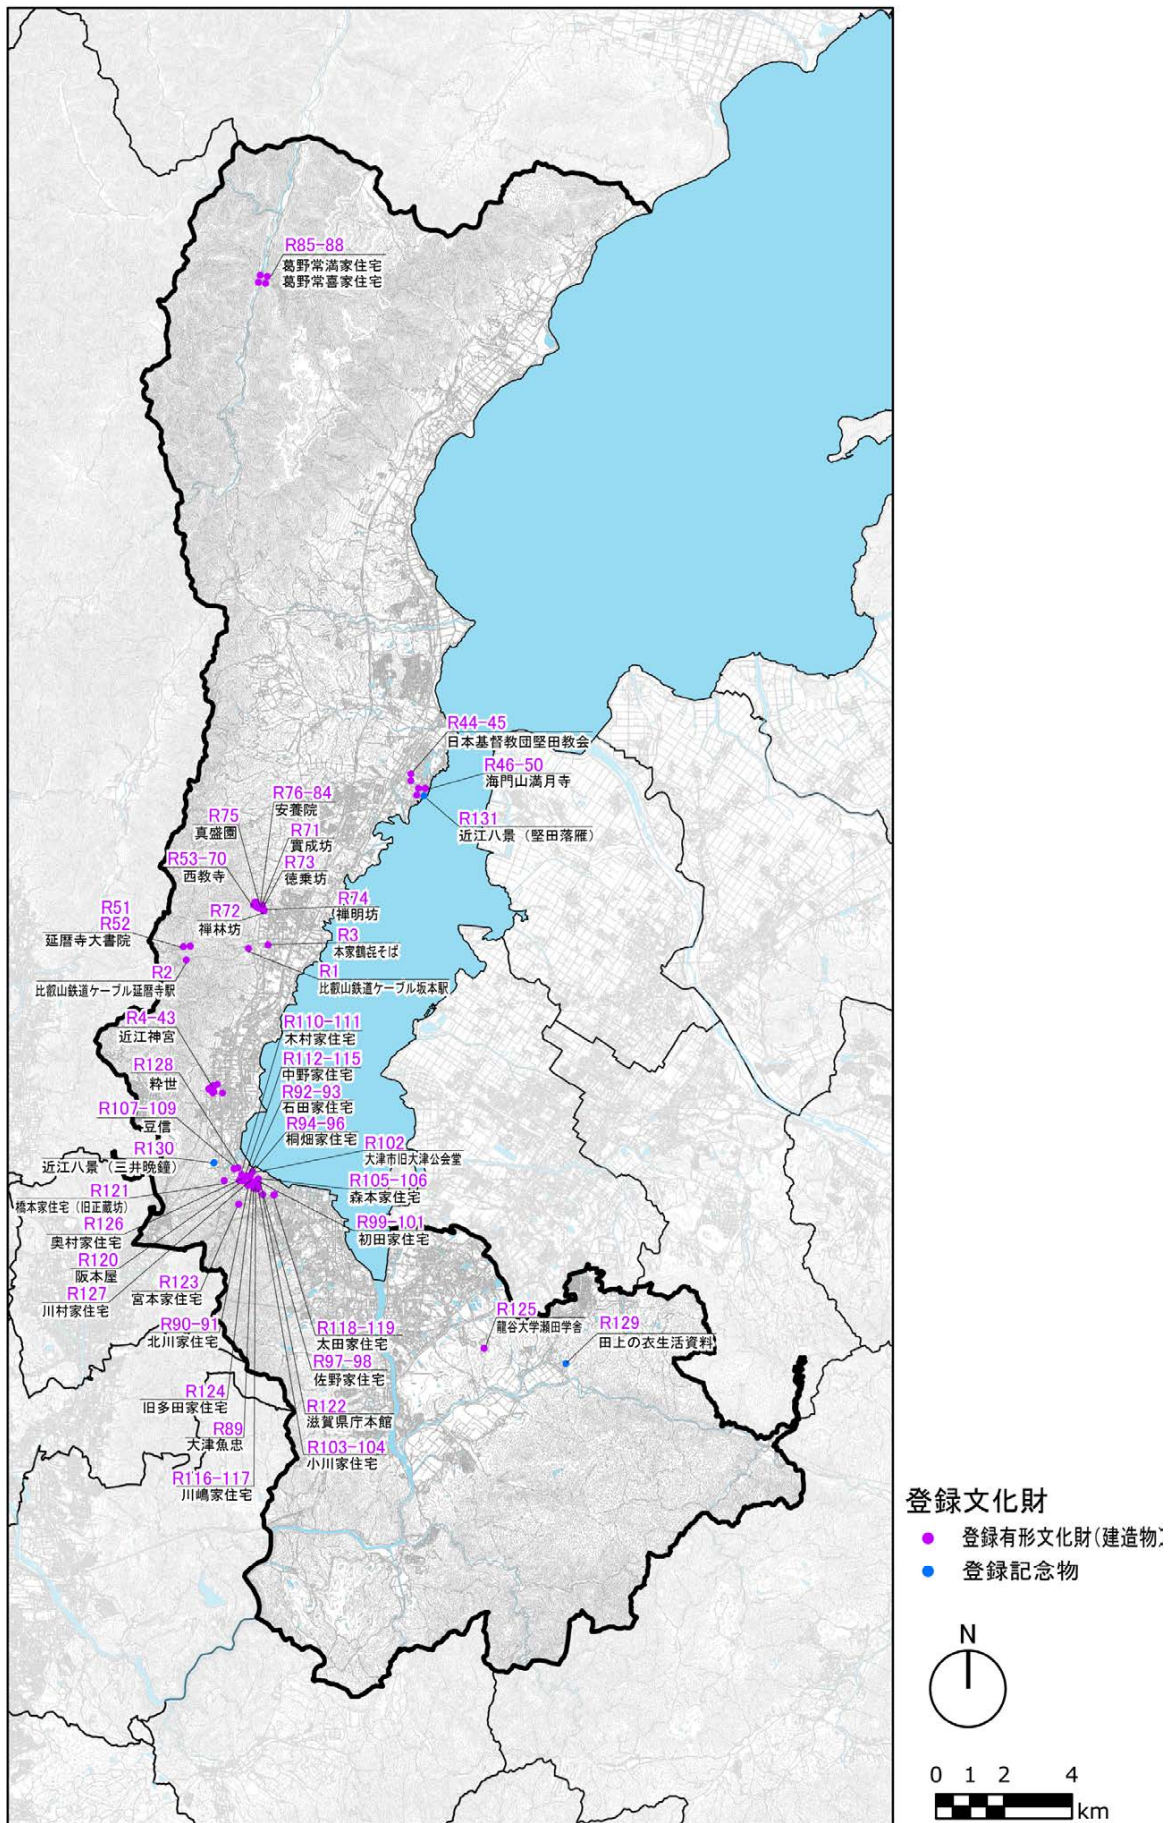 R85-88
葛野常満家住宅
葛野常喜家住宅
R44-45
日本基督教団堅田教会
R46-50
海門山満月寺
R131
近江八景（堅田落雁）
R76-84
安養院
R75
真盛園
R71
實成坊
R53-70
西教寺
R73
徳乗坊
R72
禅林坊
R74
禅明坊
R51
R52
延暦寺大書院
R3
本家鶴㐂そば
R2
比叡山鉄道ケーブル延暦寺駅
R1
比叡山鉄道ケーブル坂本駅
R4-43
近江神宮
R110-111
木村家住宅
R128
粋世
R112-115
中野家住宅
R92-93
石田家住宅
R107-109
豆信
R94-96
桐畑家住宅
R130
近江八景（三井晩鐘）
R102
大津市旧大津公会堂
R121
橋本家住宅（旧正蔵坊）
R105-106
森本家住宅
R126
奥村家住宅
R99-101
初田家住宅
R120
阪本屋
R127
川村家住宅
R123
宮本家住宅
R90-91
北川家住宅
R118-119
太田家住宅
R125
龍谷大学瀬田学舎
R129
田上の衣生活資料
R97-98
佐野家住宅
R124
旧多田家住宅
R122
滋賀県庁本館
R89
大津魚忠
R103-104
小川家住宅
R116-117
川嶋家住宅
登録文化財
登録有形文化財（建造物）
登録記念物
N
0 1 2 4
km